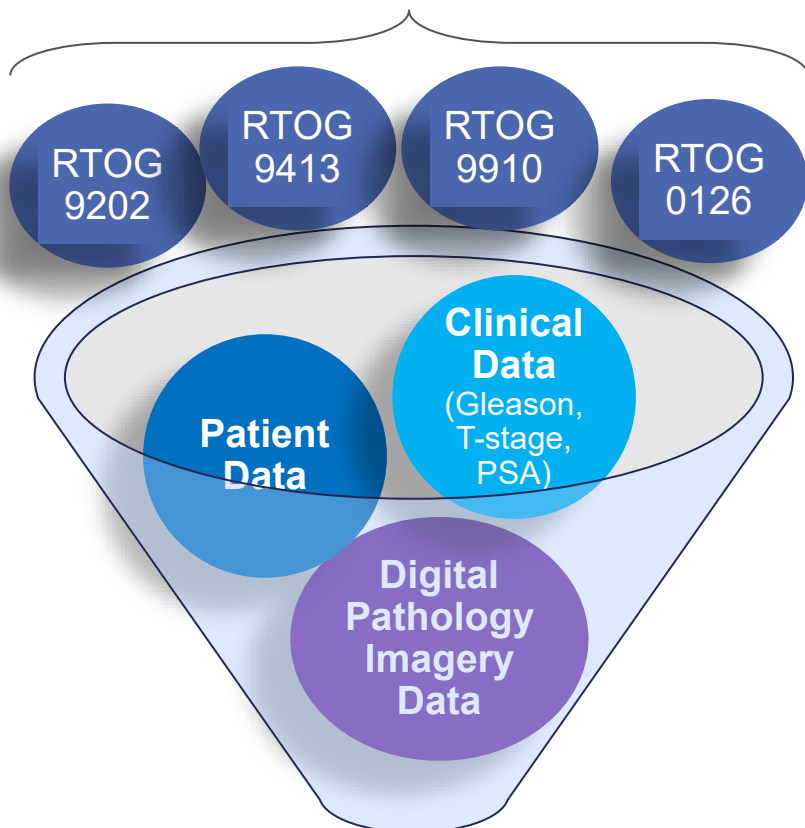 RTOG
9202
RTOG
9413
RTOG
9910
RTOG
0126
Clinical
Data
(Gleason,
T-stage,
PSA)
Patient
Data
Digital
Pathology
Imagery
Data